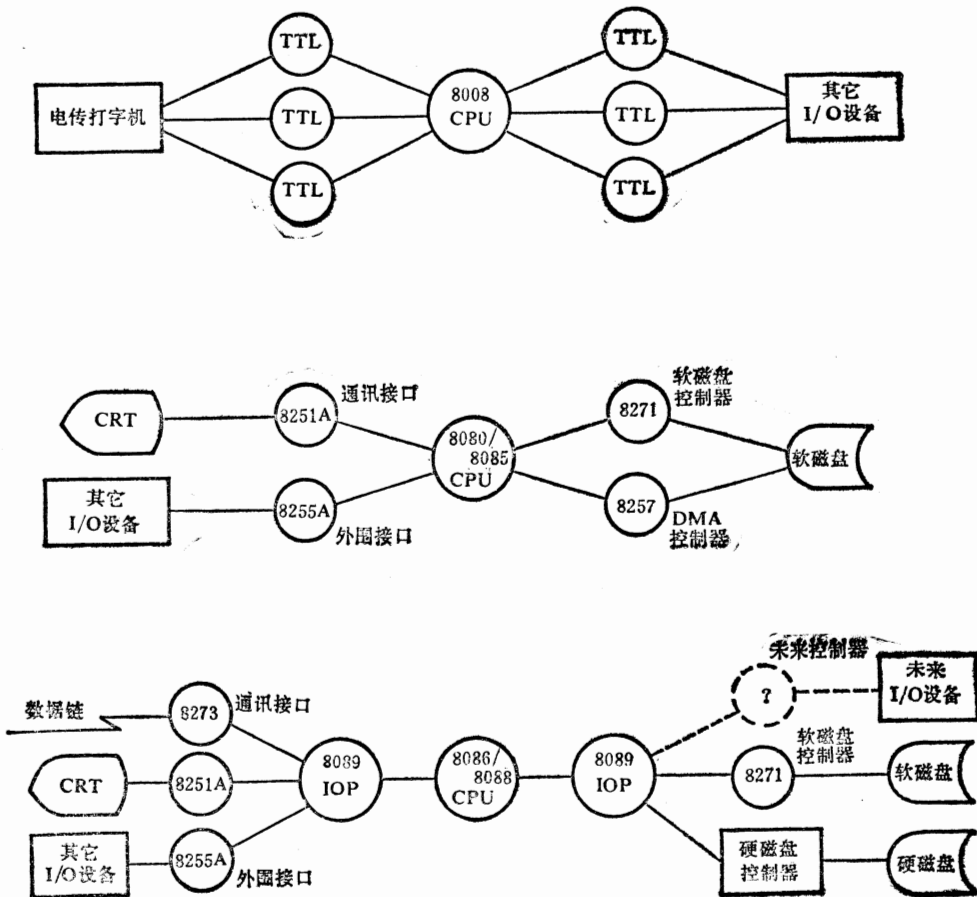 TTL
TTL
TTL
电传打字机
8008
CPU
TTL
TTL
TTL
其它
I/O设备
CRT
8251A
通讯接口
其它
I/O设备
8255A
外围接口
8080/
8085
CPU
8271
软磁盘
控制器
8257
DMA
控制器
软磁盘
数据链
8273
通讯接口
CRT
8251A
其它
I/O设备
8255A
外围接口
8089
IOP
8086/
8088
CPU
8089
IOP
未来控制器
?
未来
I/O设备
8271
软磁盘
控制器
软磁盘
硬磁盘
控制器
硬磁盘